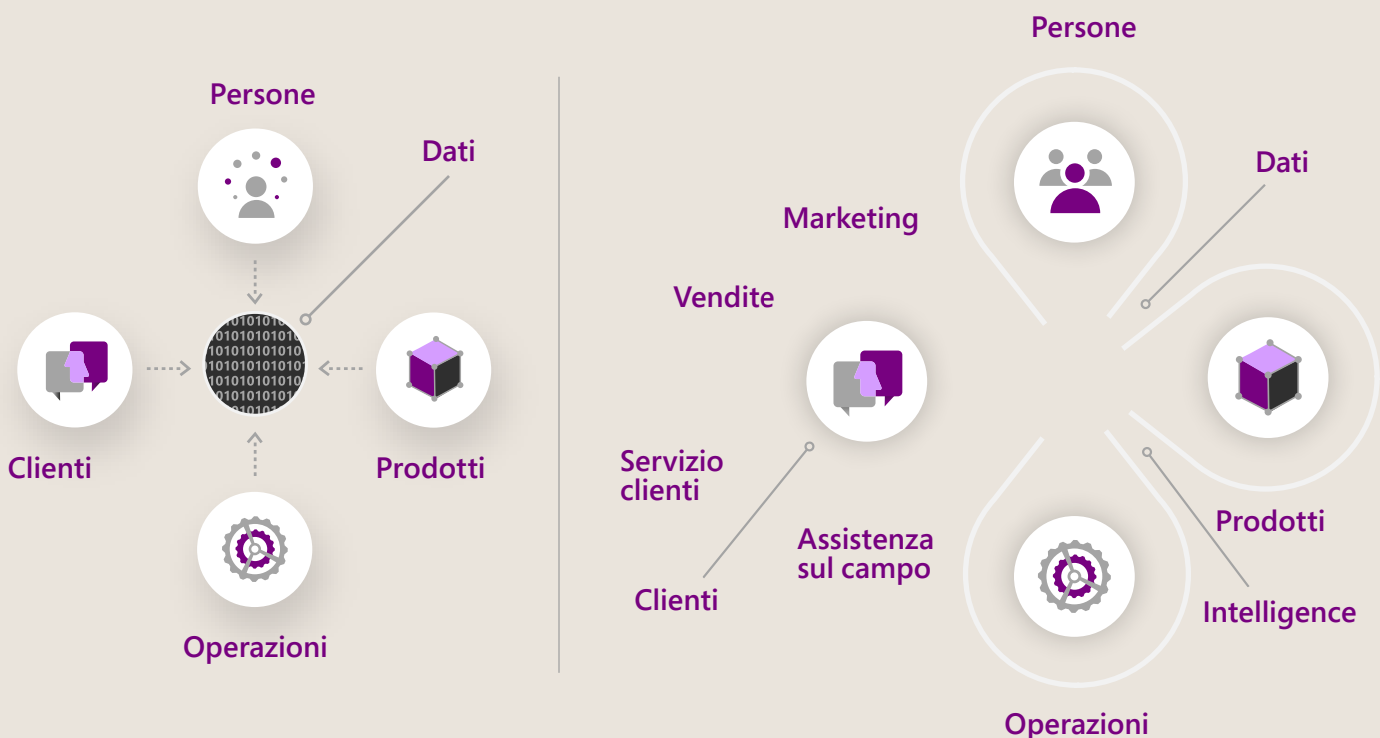 Persone
Dati
Clienti
Prodotti
Operazioni
Persone
Dati
Marketing
Vendite
Servizio
clienti
Assistenza
sul campo
Clienti
Prodotti
Intelligence
Operazioni